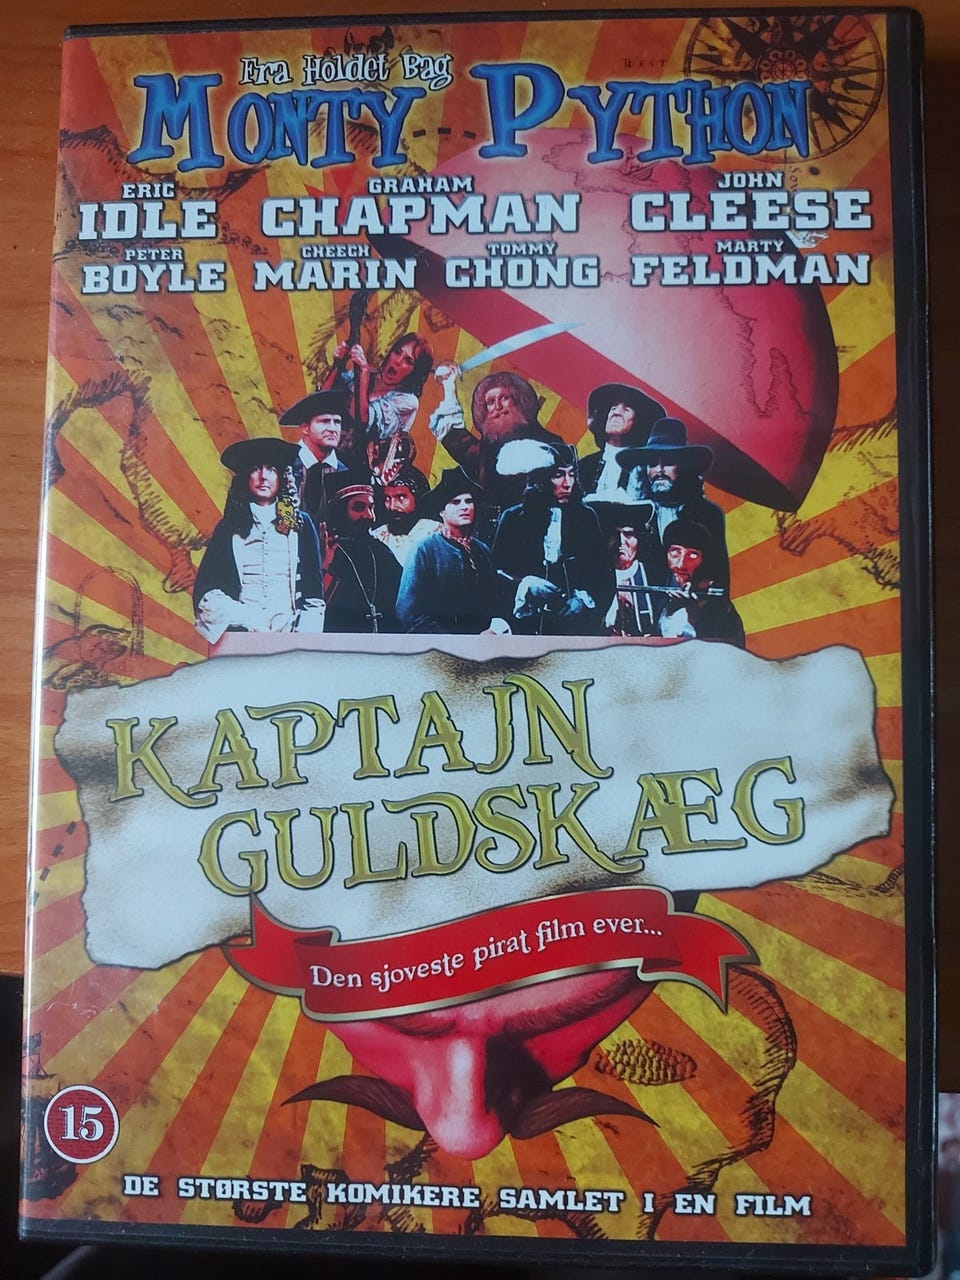 Fra Holdet Bag
MONTY PYTHON
WEST
ERIC IDLE GRAHAM CHAPMAN JOHN CLEESE
PETER BOYLE CHEECH MARIN TOMMY CHONG MARTY FELDMAN
KAPTAJN
GULDSKÆG
Den sjoveste pirat film ever...
15
DE STØRSTE KOMIKERE SAMLET I EN FILM